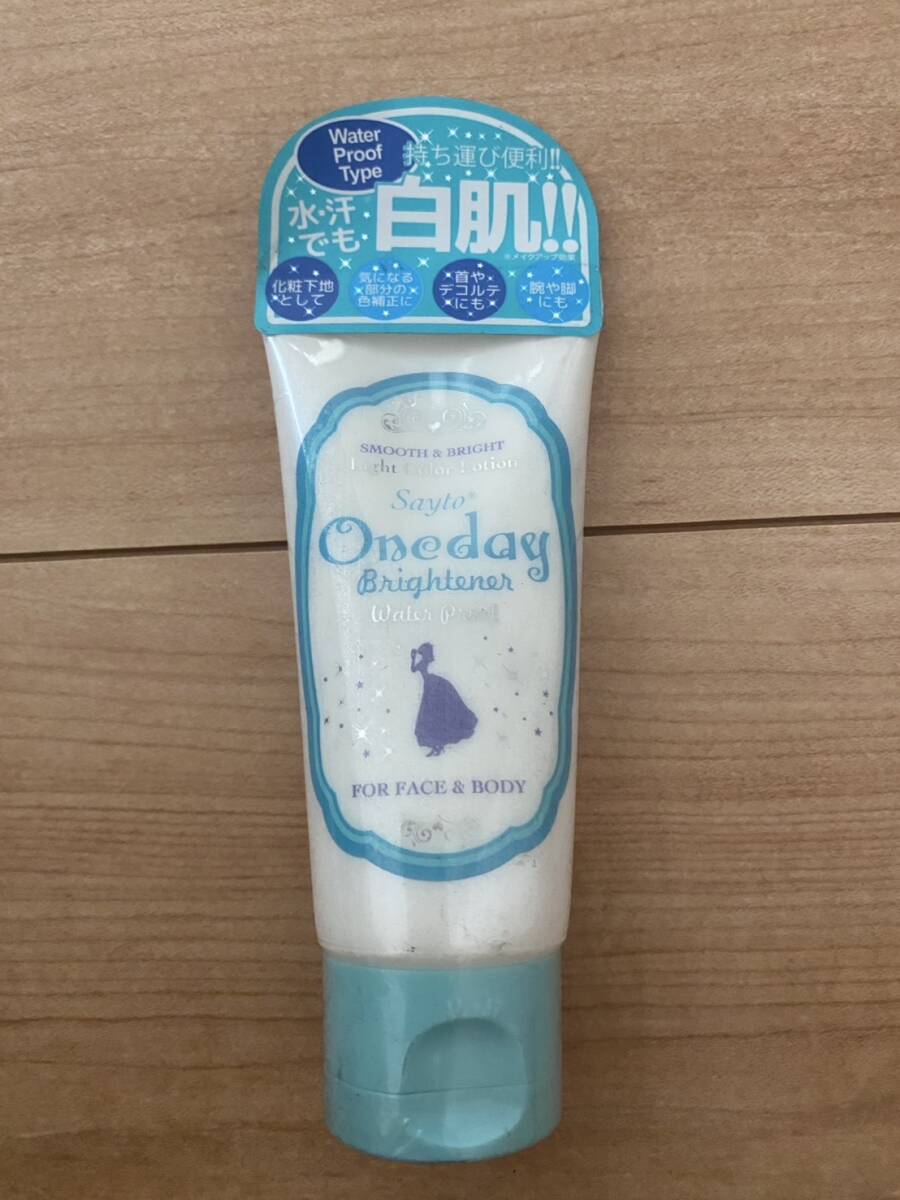 Water
Proof
Type
持ち運び便利!!
水・汗
でも
白肌!!
※メイクアップ効果
化粧下地
として
気になる
部分の
色補正に
首や
デコルテ
にも
腕や脚
にも
SMOOTH & BRIGHT
Light Color Lotion
Sayto®
Oneday
Brightener
Water Proof
FOR FACE & BODY